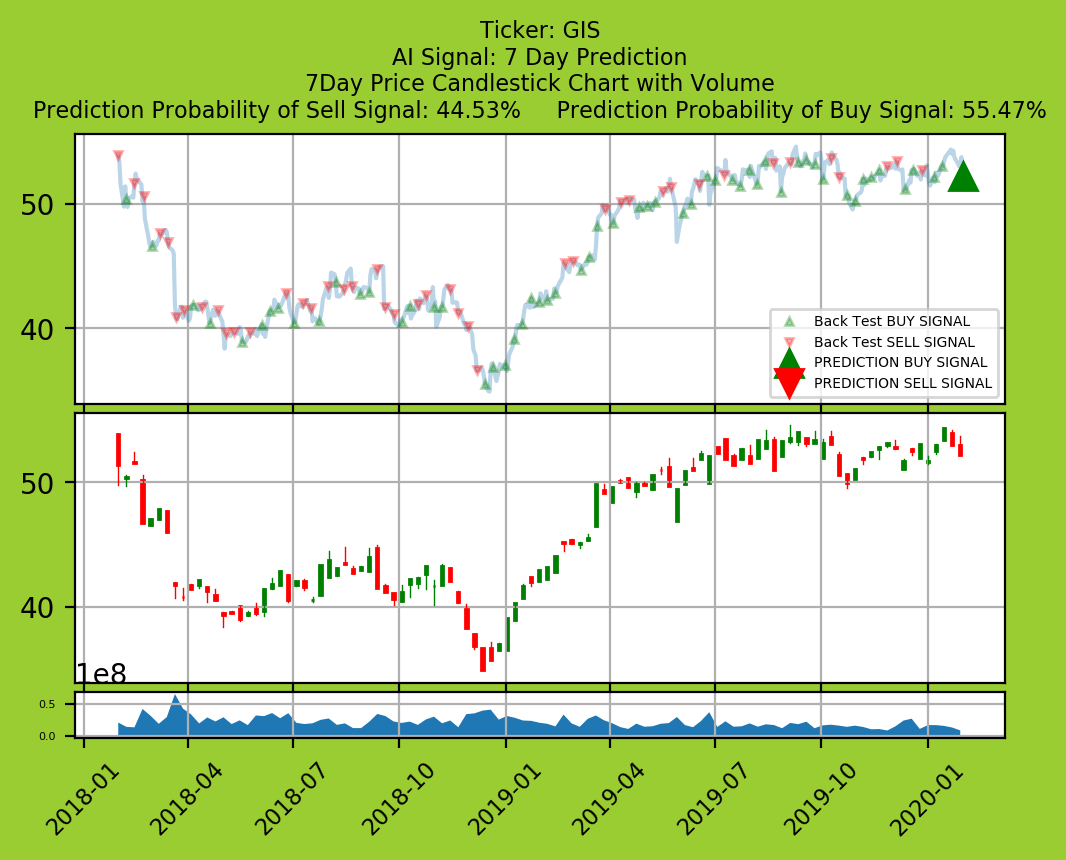 Ticker: GIS
AI Signal: 7 Day Prediction
7Day Price Candlestick Chart with Volume
Prediction Probability of Sell Signal: 44.53%     Prediction Probability of Buy Signal: 55.47%
50
40
Back Test BUY SIGNAL
Back Test SELL SIGNAL
PREDICTION BUY SIGNAL
PREDICTION SELL SIGNAL
50
40
1e8
0.5
0.0
2018-01
2018-04
2018-07
2018-10
2019-01
2019-04
2019-07
2019-10
2020-01